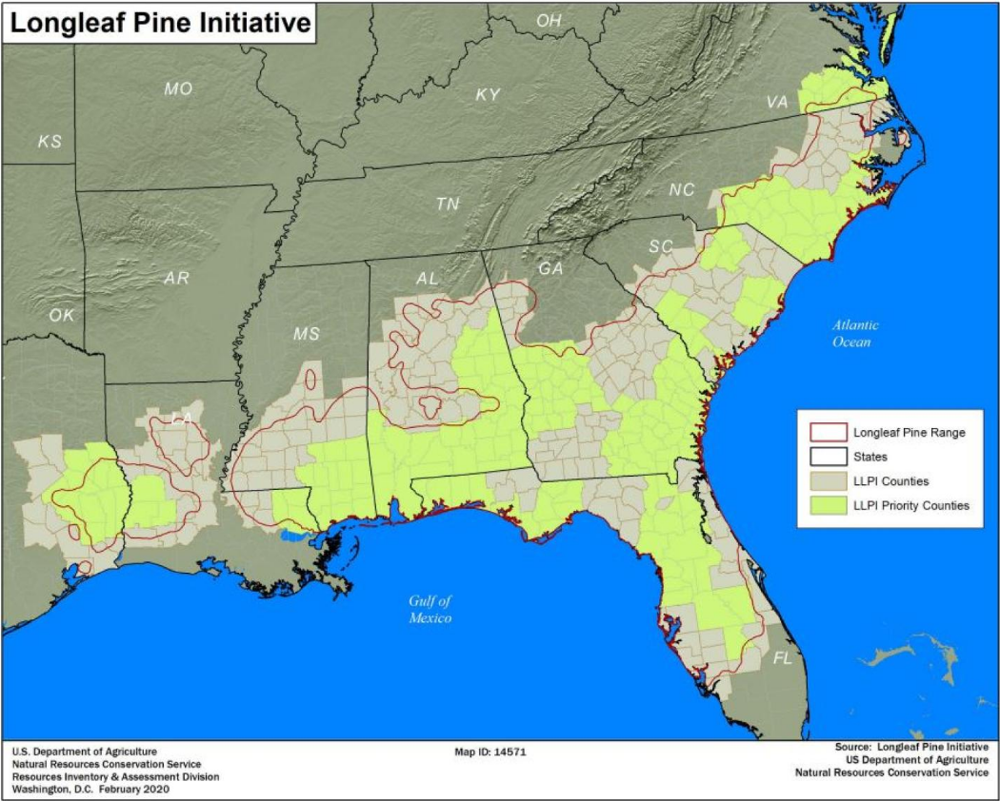 Longleaf Pine Initiative
OH
MO
KY
VA
KS
TN
NC
AR
SC
GA
AL
OK
MS
Atlantic
Ocean
LA
Longleaf Pine Range
States
LLPI Counties
LLPI Priority Counties
Gulf of
Mexico
FL
U.S. Department of Agriculture
Natural Resources Conservation Service
Resources Inventory & Assessment Division
Washington, D.C. February 2020
Map ID: 14571
Source: Longleaf Pine Initiative
US Department of Agriculture
Natural Resources Conservation Service